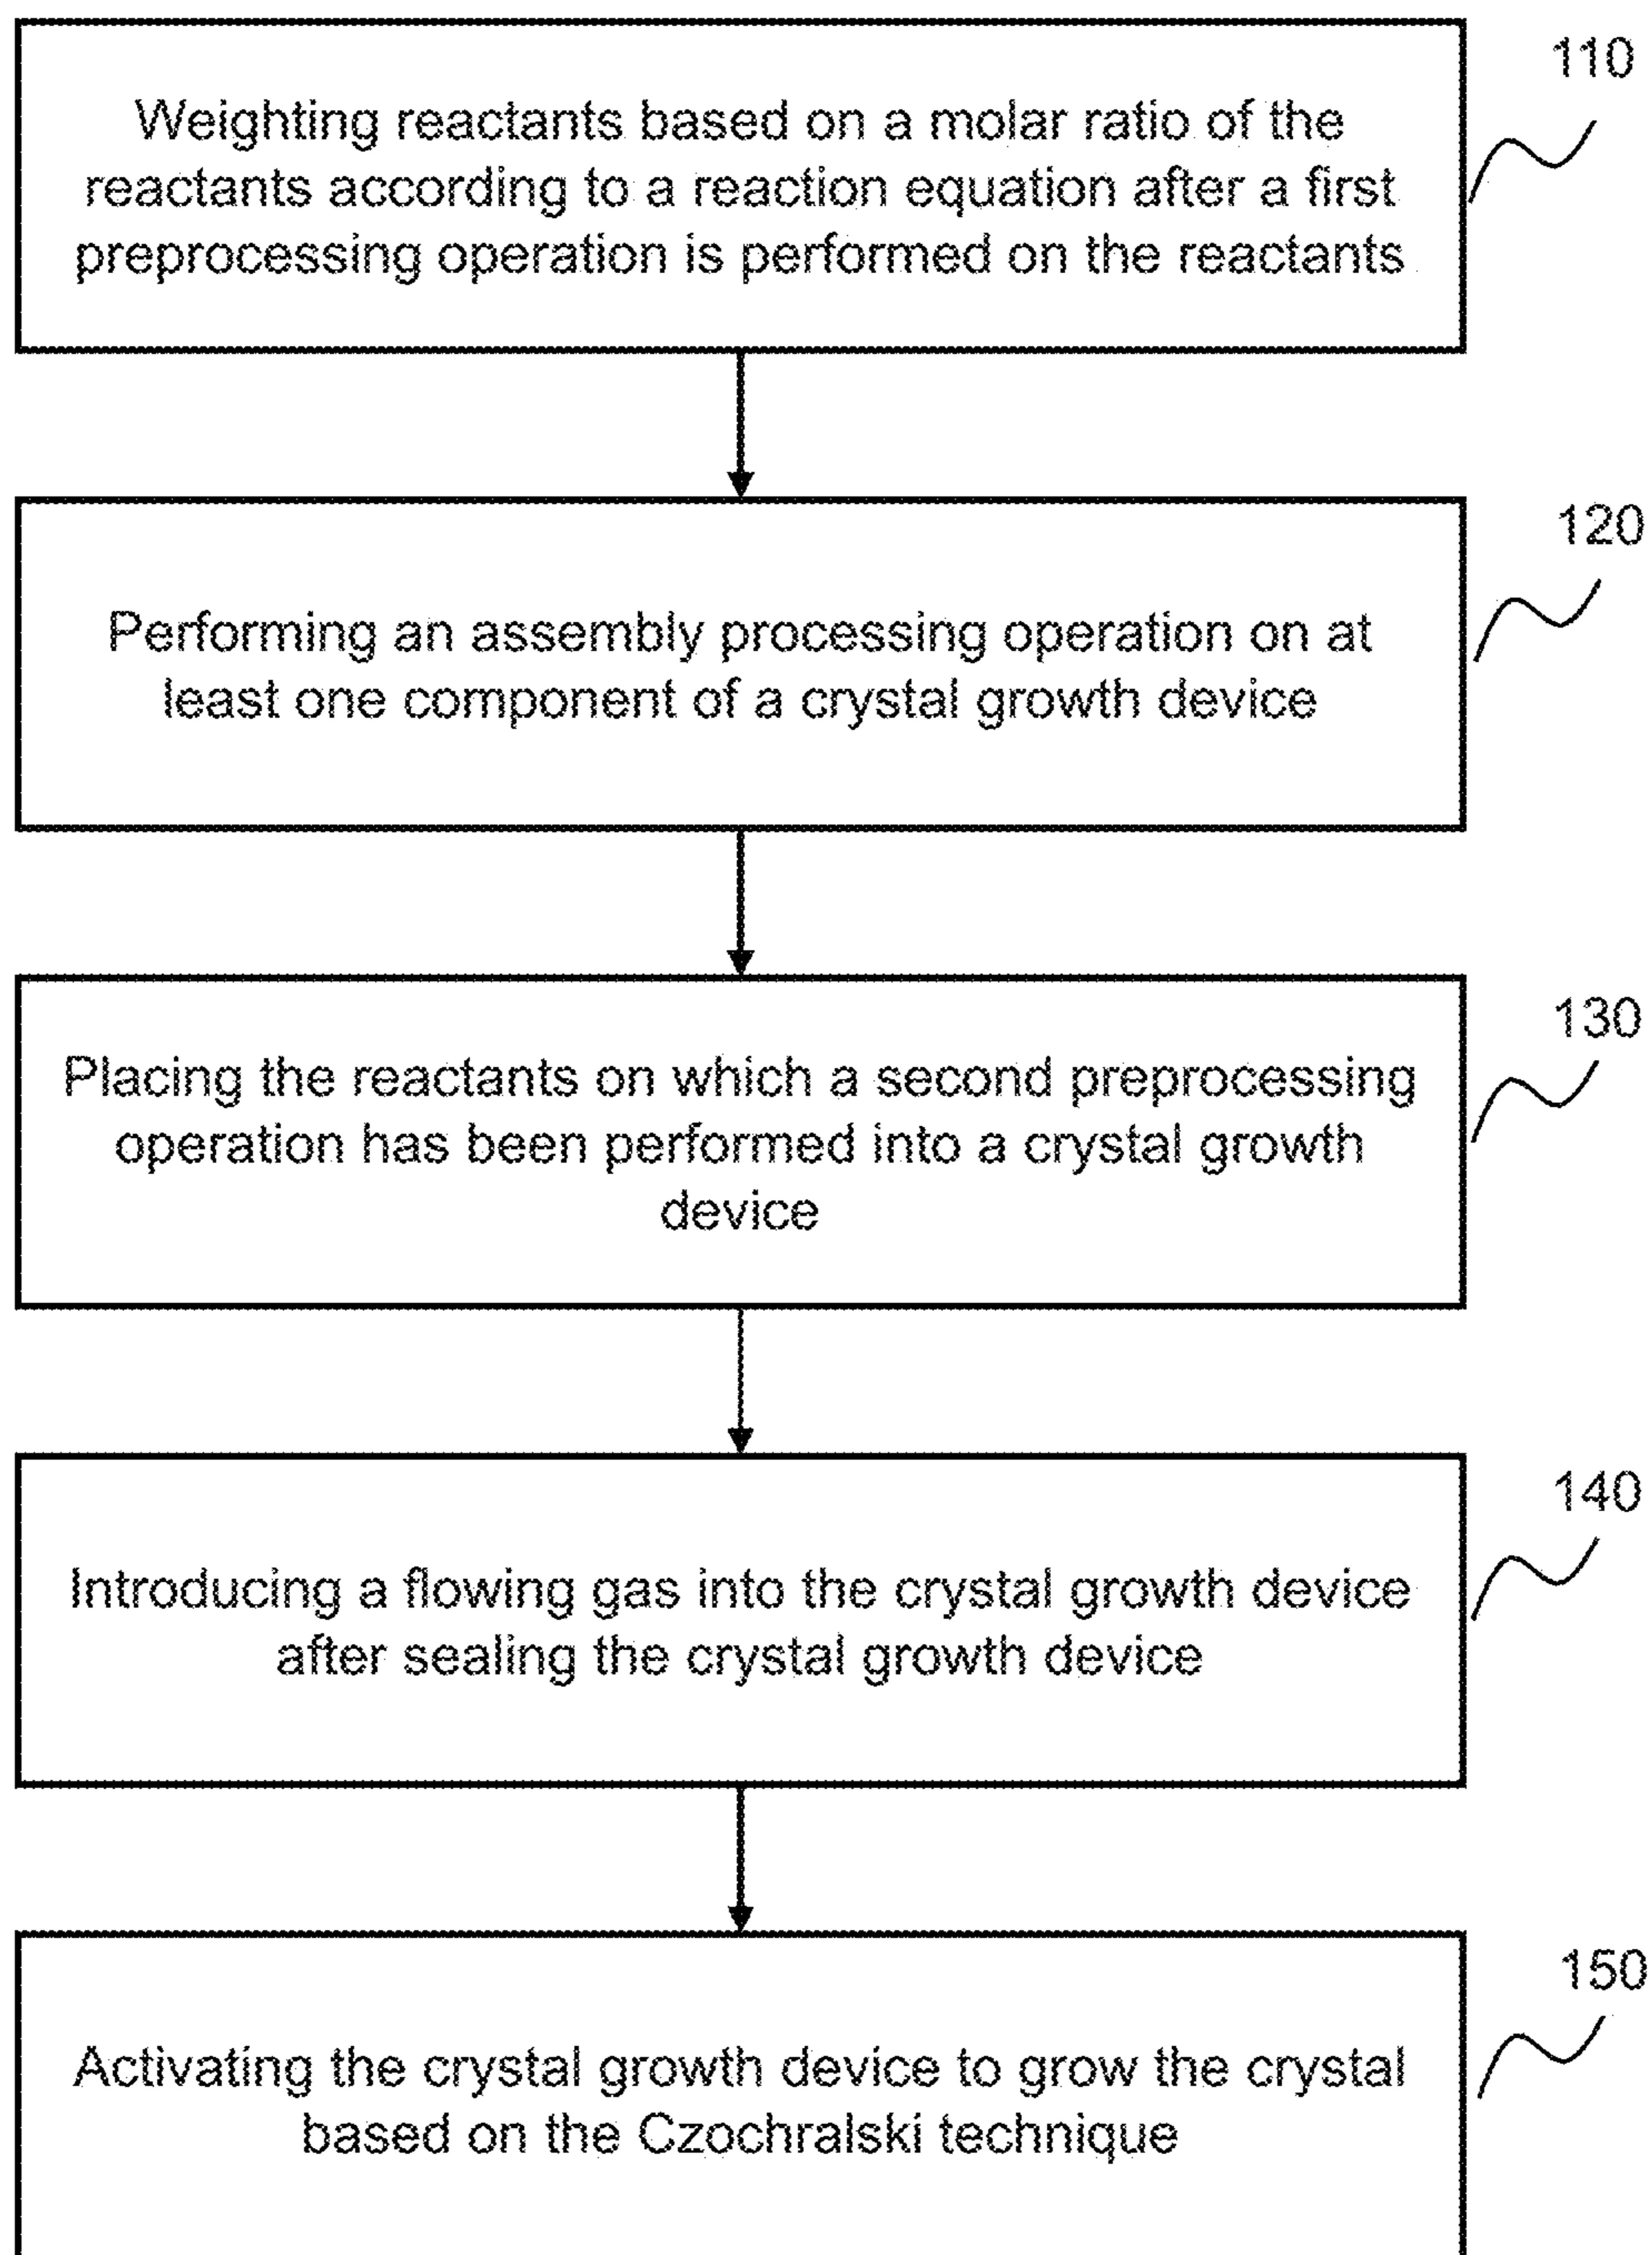 110
Weighting reactants based on a molar ratio of the
reactants according to a reaction equation after a first
preprocessing operation is performed on the reactants
120
Performing an assembly processing operation on at
least one component of a crystal growth device
130
Placing the reactants on which a second preprocessing
operation has been performed into a crystal growth
device
140
Introducing a flowing gas into the crystal growth device
after sealing the crystal growth device
150
Activating the crystal growth device to grow the crystal
based on the Czochralski technique